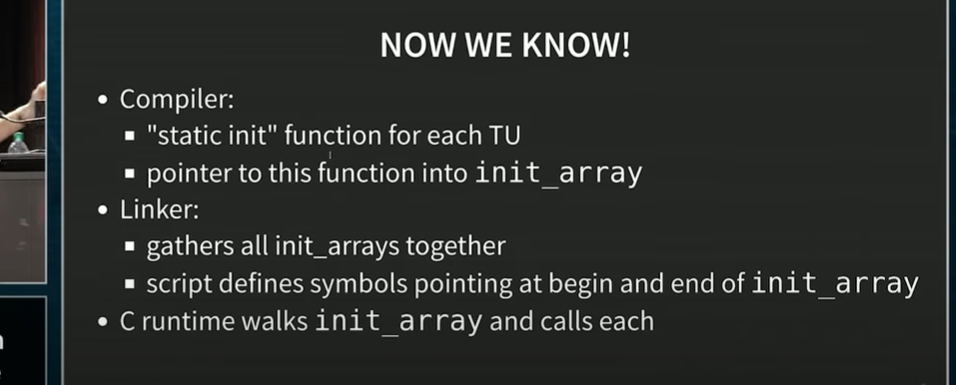 NOW WE KNOW!
• Compiler:
▪ "static init" function for each TU
▪ pointer to this function into init_array
• Linker:
▪ gathers all init_arrays together
▪ script defines symbols pointing at begin and end of init_array
• C runtime walks init_array and calls each